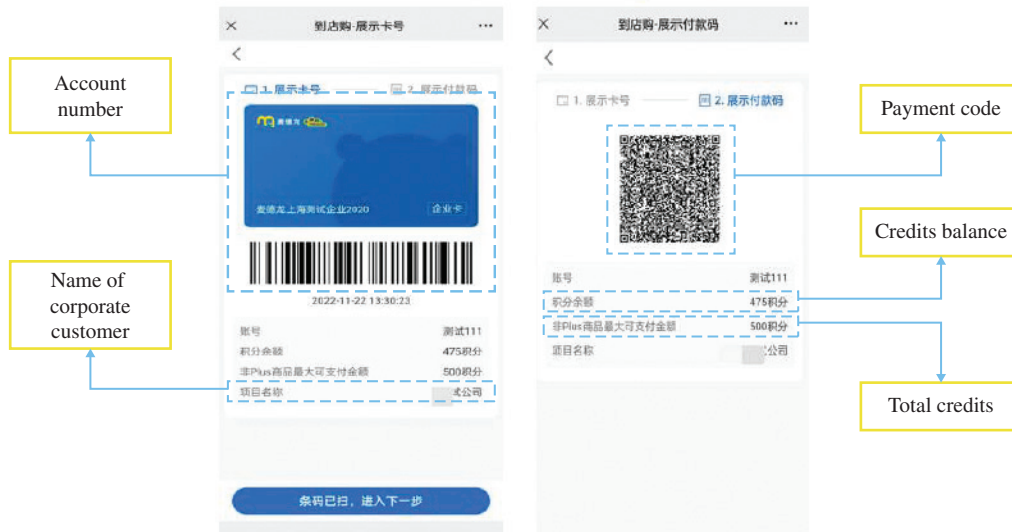 到店购-展示卡号
1. 展示卡号
2. 展示付款码
麦德龙
麦德龙上海测试企业2020
企业卡
2022-11-22 13:30:23
账号 测试111
积分余额 475积分
非Plus商品最大可支付金额 500积分
项目名称 公司
条码已扫，进入下一步
Account
number
Name of
corporate
customer
到店购-展示付款码
1. 展示卡号
2. 展示付款码
账号 测试111
积分余额 475积分
非Plus商品最大可支付金额 500积分
项目名称 公司
Payment code
Credits balance
Total credits